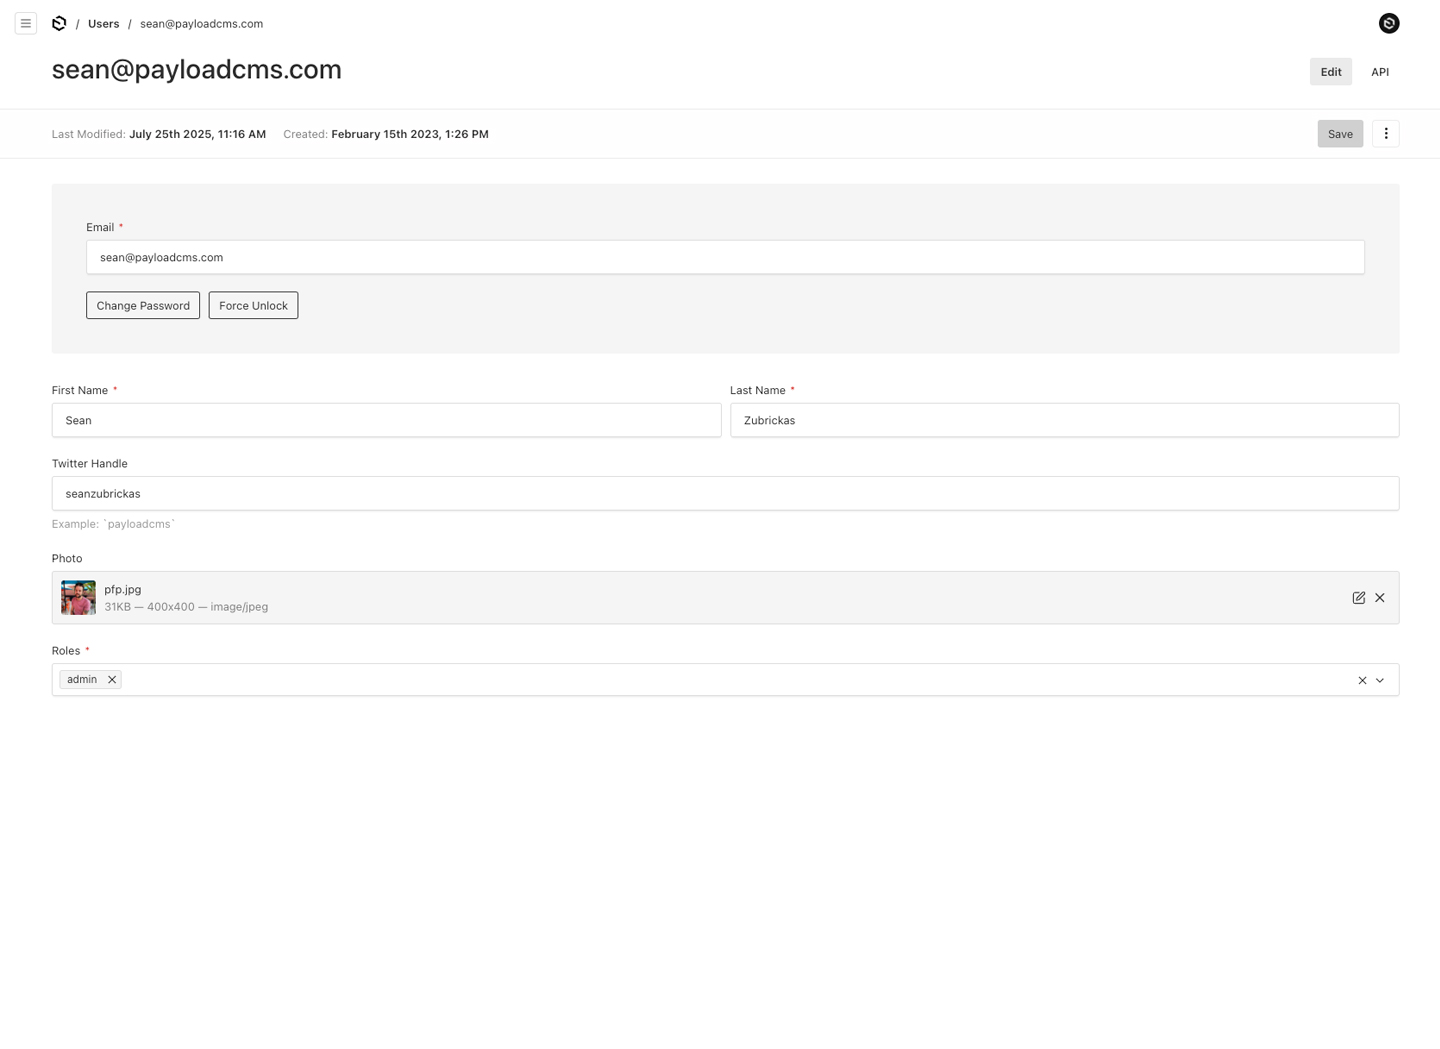 / Users / sean@payloadcms.com
sean@payloadcms.com
Edit API
Last Modified: July 25th 2025, 11:16 AM Created: February 15th 2023, 1:26 PM
Save
Email *
sean@payloadcms.com
Change Password Force Unlock
First Name * Last Name *
Sean Zubrickas
Twitter Handle
seanzubrickas
Example: `payloadcms`
Photo
pfp.jpg
31KB — 400x400 — image/jpeg
Roles *
admin